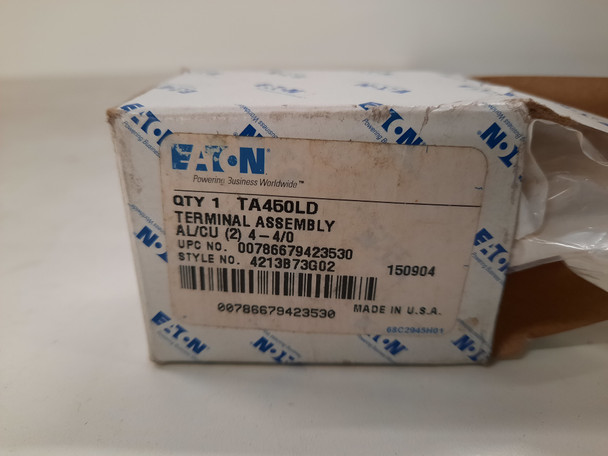 EATON
Powering Business Worldwide™
QTY 1 TA450LD
TERMINAL ASSEMBLY
AL/CU (2) 4-4/0
UPC NO. 00786679423530
STYLE NO. 4213B73G02
150904
00786679423530 MADE IN U.S.A.
68C2945H01